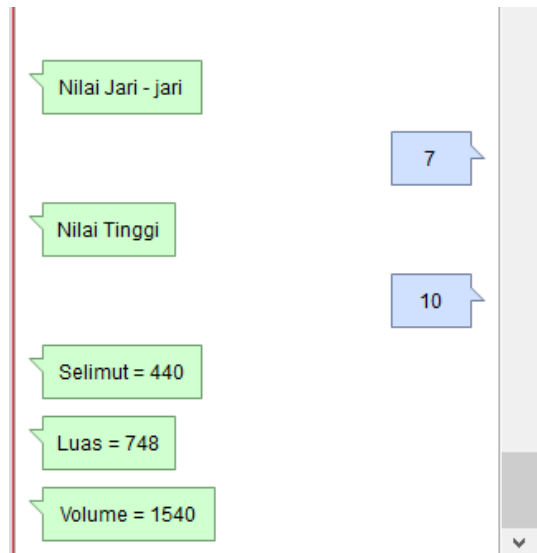 Nilai Jari - jari
7
Nilai Tinggi
10
Selimut = 440
Luas = 748
Volume = 1540